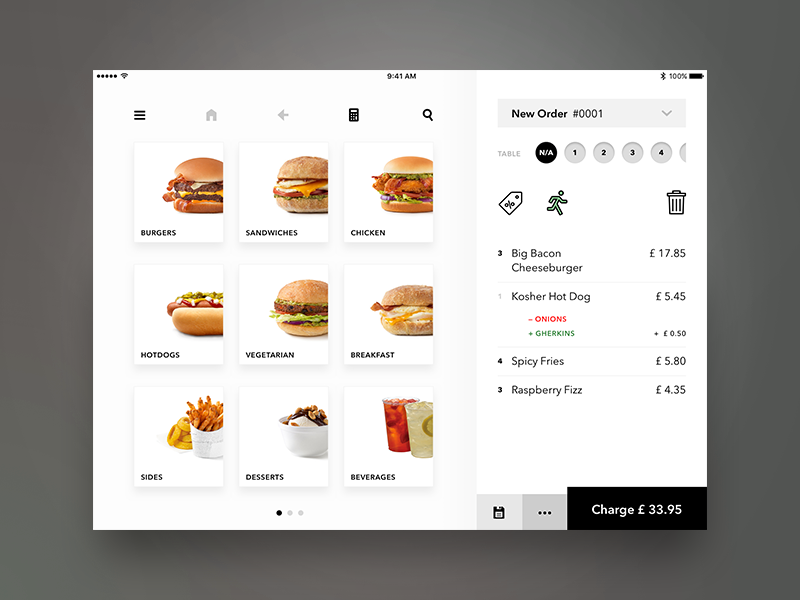 9:41 AM
100%
New Order #0001
TABLE N/A 1 2 3 4
%
BURGERS
SANDWICHES
CHICKEN
HOTDOGS
VEGETARIAN
BREAKFAST
SIDES
DESSERTS
BEVERAGES
3 Big Bacon £ 17.85
Cheeseburger
1 Kosher Hot Dog £ 5.45
– ONIONS
+ GHERKINS + £ 0.50
4 Spicy Fries £ 5.80
3 Raspberry Fizz £ 4.35
Charge £ 33.95